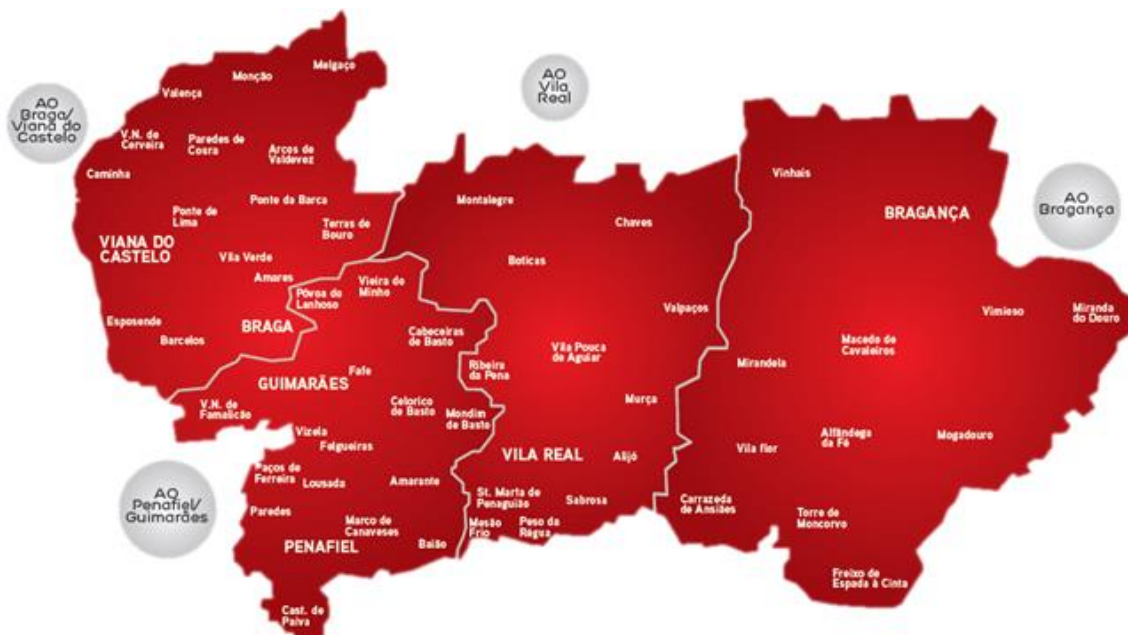 AO
Braga/
Viana do
Castelo
Melgaço
Monção
Valença
V.N. de
Cerveira
Paredes de
Coura
Arcos de
Valdevez
Caminha
Ponte da Barca
Ponte de
Lima
Terras de
Bouro
VIANA DO
CASTELO
Vila Verde
Amares
Esposende
Barcelos
BRAGA
AO
Penafiel/
Guimarães
Póvoa do
Lanhoso
Vieira do
Minho
Cabeceiras
de Basto
GUIMARÃES
Fafe
V.N. de
Famalicão
Celorico
de Basto
Mondim
de Basto
Vizela
Felgueiras
Paços de
Ferreira
Lousada
Amarante
Paredes
Marco de
Canaveses
PENAFIEL
Baião
Cast. de
Paiva
AO
Vila
Real
Montalegre
Chaves
Boticas
Valpaços
Vila Pouca
de Aguiar
Ribeira
da Pena
Murça
VILA REAL
Alijó
St. Marta de
Penaguião
Sabrosa
Mesão
Frio
Peso da
Régua
AO
Bragança
Vinhais
BRAGANÇA
Vimioso
Miranda
do Douro
Macedo de
Cavaleiros
Mirandela
Vila flor
Alfândega
da Fé
Mogadouro
Carrazeda
de Ansiães
Torre de
Moncorvo
Freixo de
Espada à Cinta